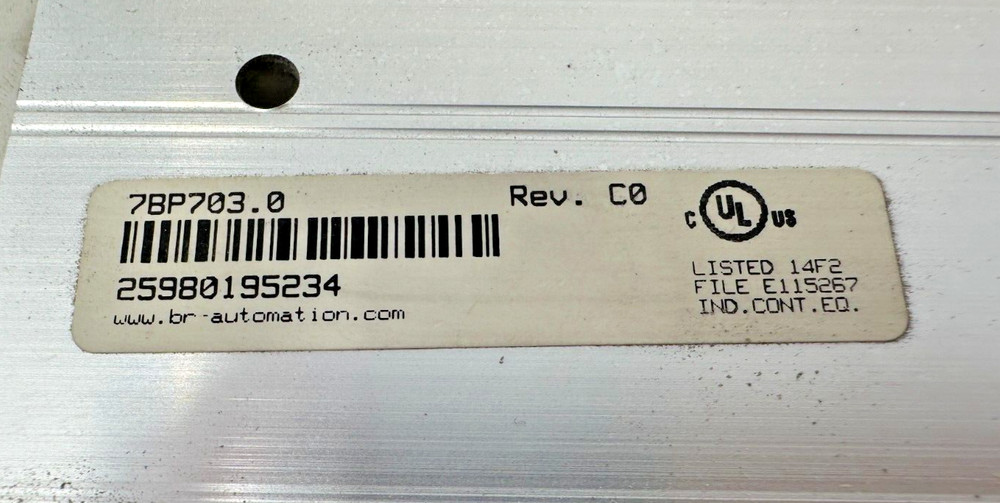 7BP703.0 Rev. C0
c UL US
25980195234
www.br-automation.com
LISTED 14F2
FILE E115267
IND.CONT.EQ.